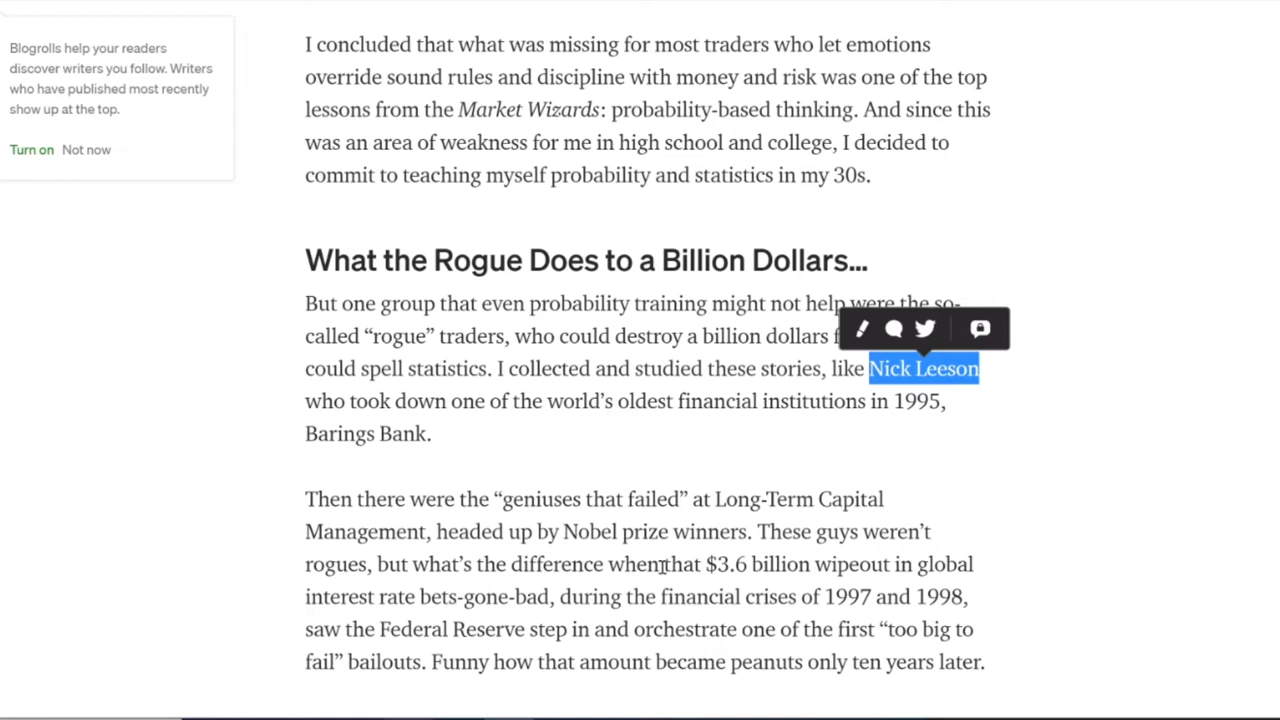 Blogrolls help your readers
discover writers you follow. Writers
who have published most recently
show up at the top.
Turn on Not now
I concluded that what was missing for most traders who let emotions
override sound rules and discipline with money and risk was one of the top
lessons from the Market Wizards: probability-based thinking. And since this
was an area of weakness for me in high school and college, I decided to
commit to teaching myself probability and statistics in my 30s.
What the Rogue Does to a Billion Dollars...
But one group that even probability training might not help were the so-
called “rogue” traders, who could destroy a billion dollars
could spell statistics. I collected and studied these stories, like Nick Leeson
who took down one of the world’s oldest financial institutions in 1995,
Barings Bank.
Then there were the “geniuses that failed” at Long-Term Capital
Management, headed up by Nobel prize winners. These guys weren’t
rogues, but what’s the difference when that $3.6 billion wipeout in global
interest rate bets-gone-bad, during the financial crises of 1997 and 1998,
saw the Federal Reserve step in and orchestrate one of the first “too big to
fail” bailouts. Funny how that amount became peanuts only ten years later.